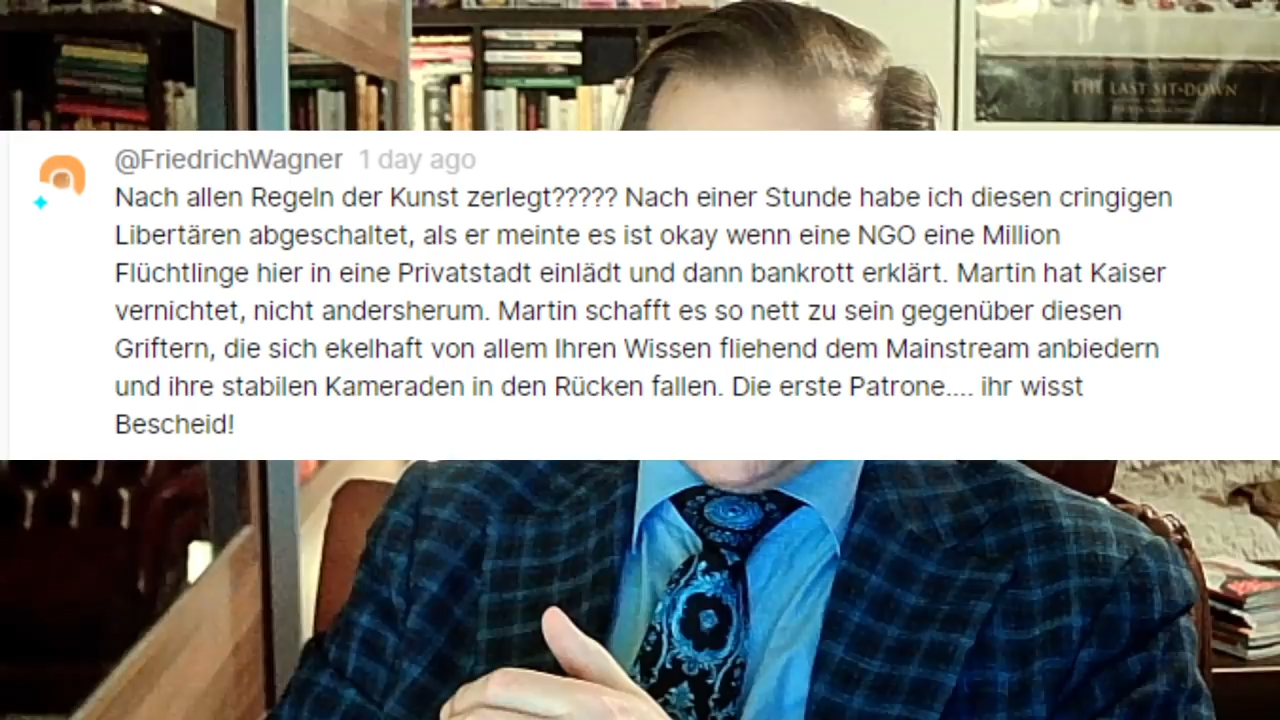 THE LAST SIT-DOWN
@FriedrichWagner 1 day ago
Nach allen Regeln der Kunst zerlegt????? Nach einer Stunde habe ich diesen cringigen
Libertären abgeschaltet, als er meinte es ist okay wenn eine NGO eine Million
Flüchtlinge hier in eine Privatstadt einlädt und dann bankrott erklärt. Martin hat Kaiser
vernichtet, nicht andersherum. Martin schafft es so nett zu sein gegenüber diesen
Griftern, die sich ekelhaft von allem Ihren Wissen fliehend dem Mainstream anbiedern
und ihre stabilen Kameraden in den Rücken fallen. Die erste Patrone.... ihr wisst
Bescheid!